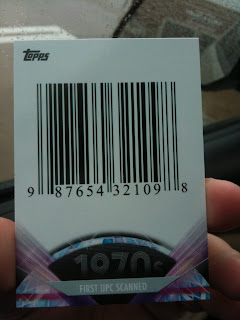 Topps
9 87654 32109 8
1970s
FIRST UPC SCANNED